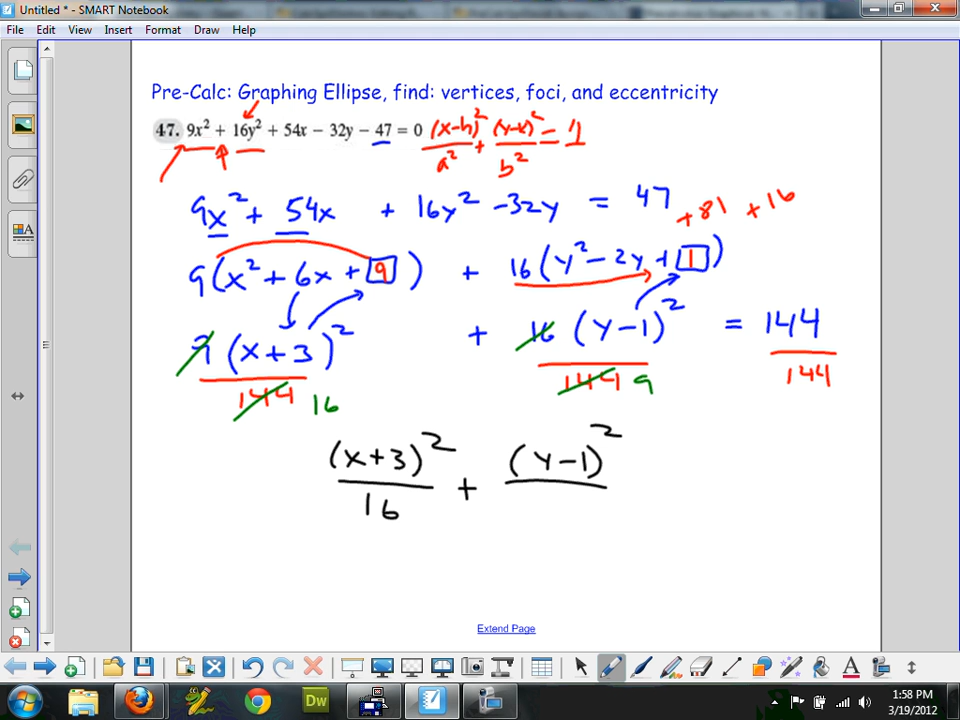 Untitled * - SMART Notebook
File Edit View Insert Format Draw Help
Pre-Calc: Graphing Ellipse, find: vertices, foci, and eccentricity
47. 9x² + 16y² + 54x − 32y − 47 = 0 (x-h)²/a² + (y-k)²/b² = 1
9x² + 54x + 16y² -32y = 47 +81 +16
9(x² + 6x + 9) + 16(y² - 2y + 1)
9(x+3)²/144 16 + 16(y-1)²/144 9 = 144/144
(x+3)²/16 + (y-1)²
Extend Page
Dw
1:58 PM
3/19/2012